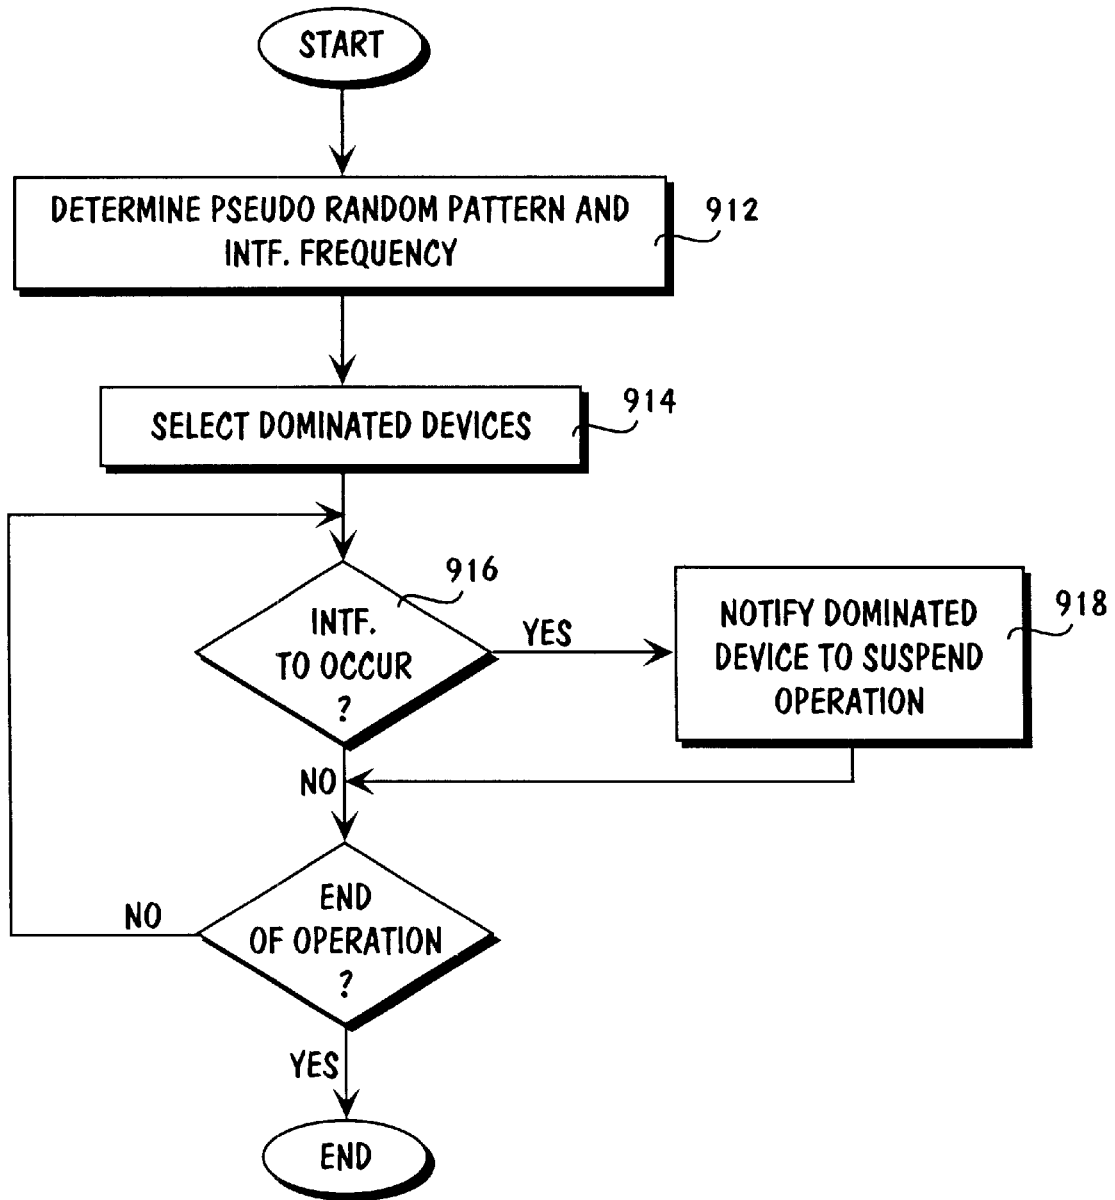 START
DETERMINE PSEUDO RANDOM PATTERN AND
INTF. FREQUENCY
912
SELECT DOMINATED DEVICES
914
INTF.
TO OCCUR
?
916
YES
NOTIFY DOMINATED
DEVICE TO SUSPEND
OPERATION
918
NO
END
OF OPERATION
?
NO
YES
END